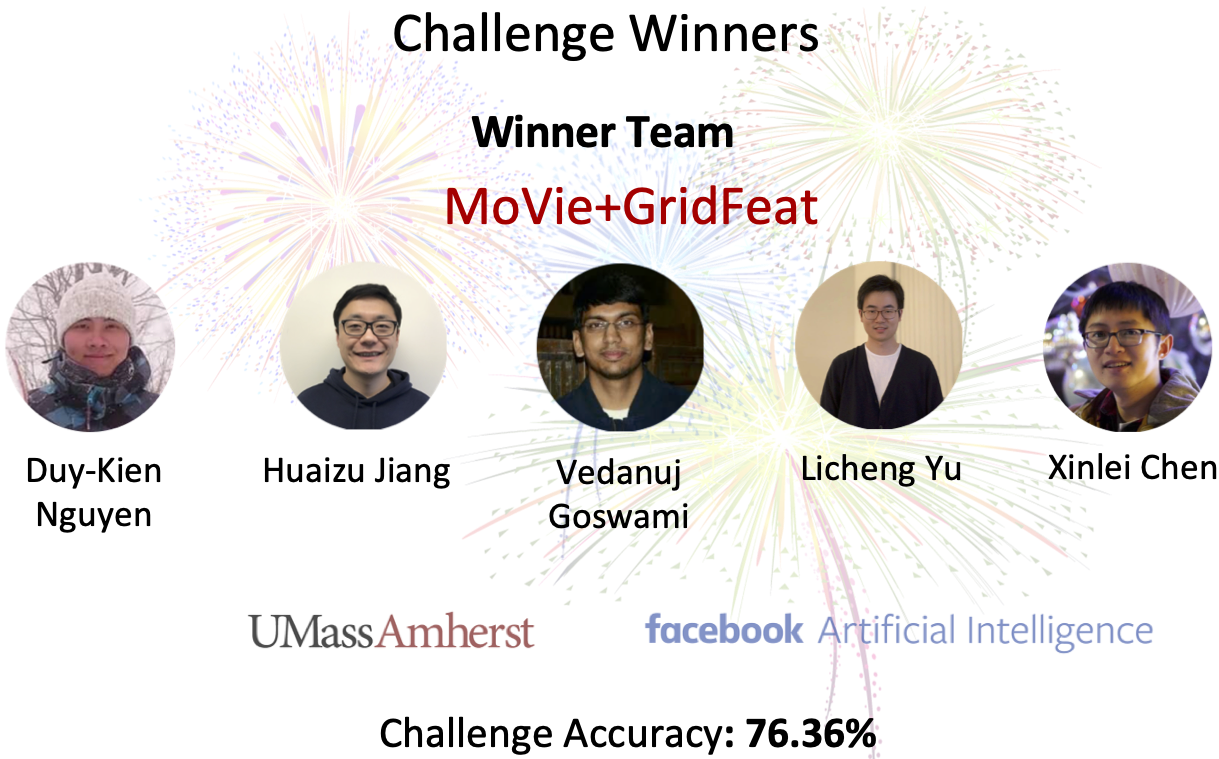 Challenge Winners
Winner Team
MoVie+GridFeat
Duy-Kien
Nguyen
Huaizu Jiang
Vedanuj
Goswami
Licheng Yu
Xinlei Chen
UMassAmherst
facebook Artificial Intelligence
Challenge Accuracy: 76.36%